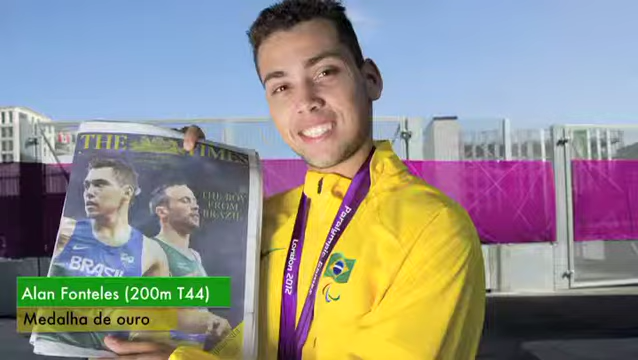 THE TIMES
THE BOY
FROM
BRAZIL
BRASIL
London 2012
Paralympic Games
Alan Fonteles (200m T44)
Medalha de ouro